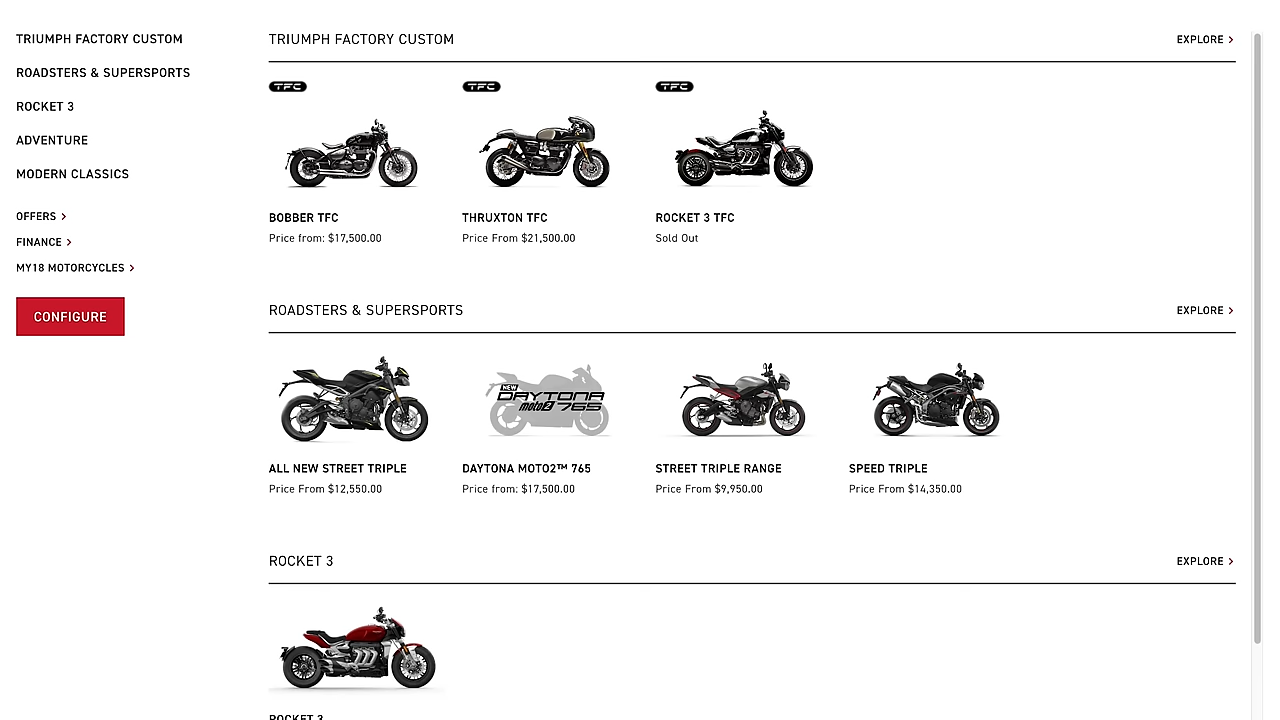 TRIUMPH FACTORY CUSTOM
ROADSTERS & SUPERSPORTS
ROCKET 3
ADVENTURE
MODERN CLASSICS
OFFERS >
FINANCE >
MY18 MOTORCYCLES >
CONFIGURE
TRIUMPH FACTORY CUSTOM
EXPLORE >
TFC
TFC
TFC
BOBBER TFC
THRUXTON TFC
ROCKET 3 TFC
Price from: $17,500.00
Price From $21,500.00
Sold Out
ROADSTERS & SUPERSPORTS
EXPLORE >
NEW
DAYTONA
moto2 765
ALL NEW STREET TRIPLE
DAYTONA MOTO2™ 765
STREET TRIPLE RANGE
SPEED TRIPLE
Price From $12,550.00
Price from: $17,500.00
Price From $9,950.00
Price From $14,350.00
ROCKET 3
EXPLORE >
ROCKET 3